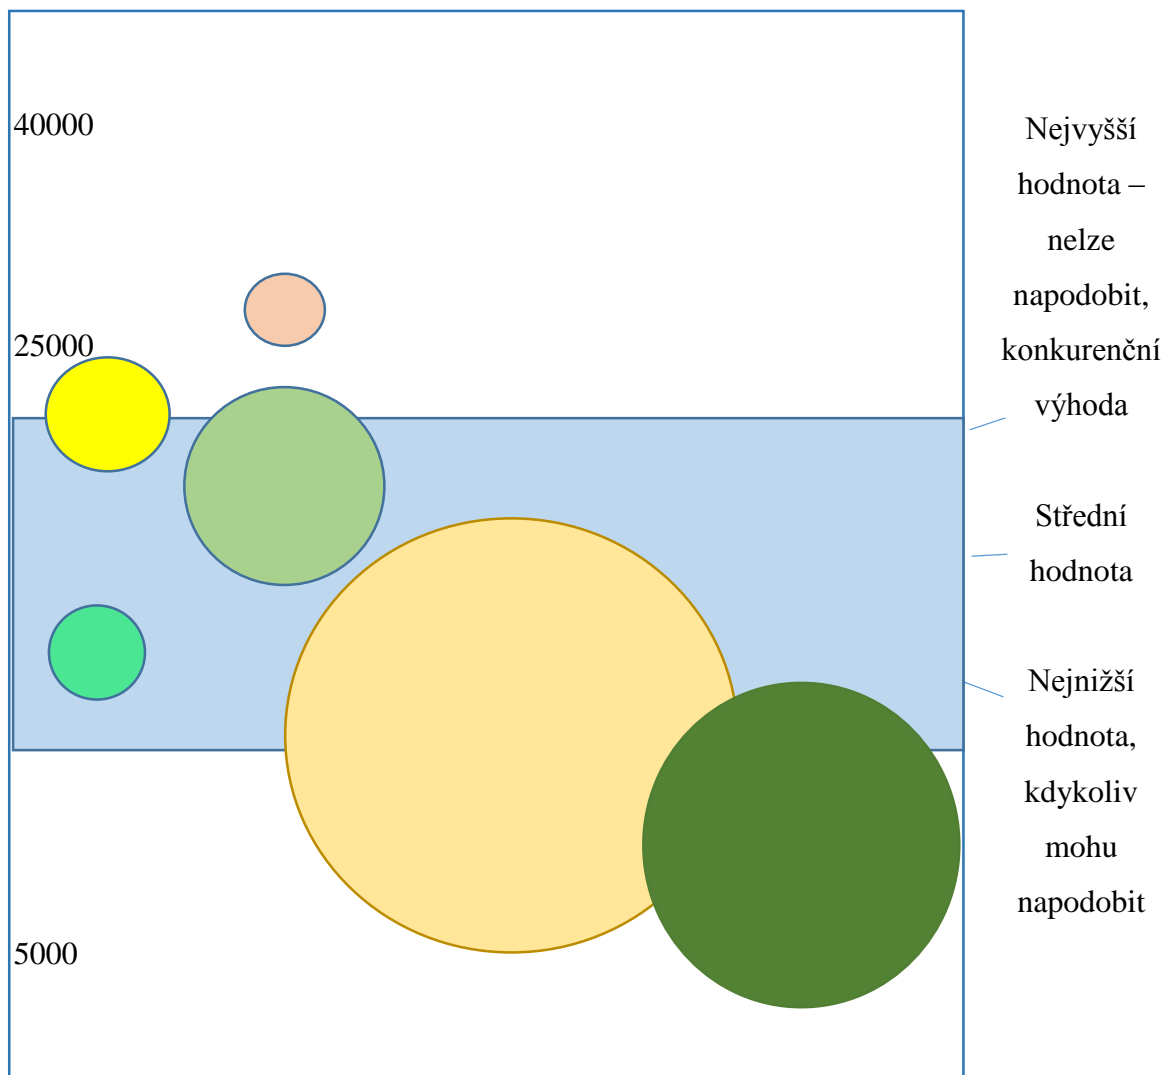 40000
25000
5000
Nejvyšší
hodnota –
nelze
napodobit,
konkurenční
výhoda
Střední
hodnota
Nejnižší
hodnota,
kdykoliv
mohu
napodobit